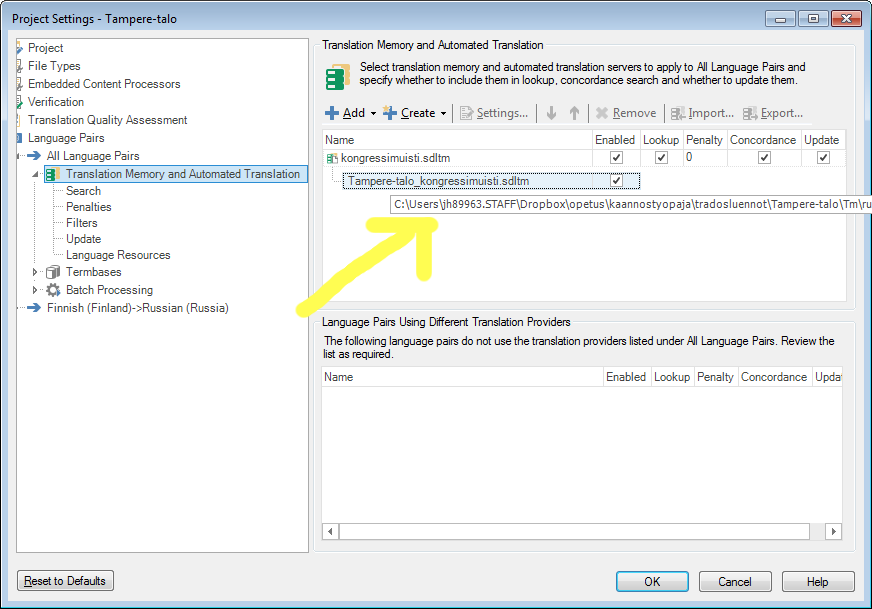 Project Settings - Tampere-talo
Project
File Types
Embedded Content Processors
Verification
Translation Quality Assessment
Language Pairs
All Language Pairs
Translation Memory and Automated Translation
Search
Penalties
Filters
Update
Language Resources
Termbases
Batch Processing
Finnish (Finland)->Russian (Russia)
Translation Memory and Automated Translation
Select translation memory and automated translation servers to apply to All Language Pairs and
specify whether to include them in lookup, concordance search and whether to update them.
Add Create Settings... Remove Import... Export...
Name Enabled Lookup Penalty Concordance Update
kongressimuisti.sdltm 0
Tampere-talo_kongressimuisti.sdltm
C:\Users\jh89963.STAFF\Dropbox\opetus\kaannostyopaja\tradosluennot\Tampere-talo\Tm\ru
Language Pairs Using Different Translation Providers
The following language pairs do not use the translation providers listed under All Language Pairs. Review the
list as required.
Name Enabled Lookup Penalty Concordance Updat
Reset to Defaults
OK Cancel Help